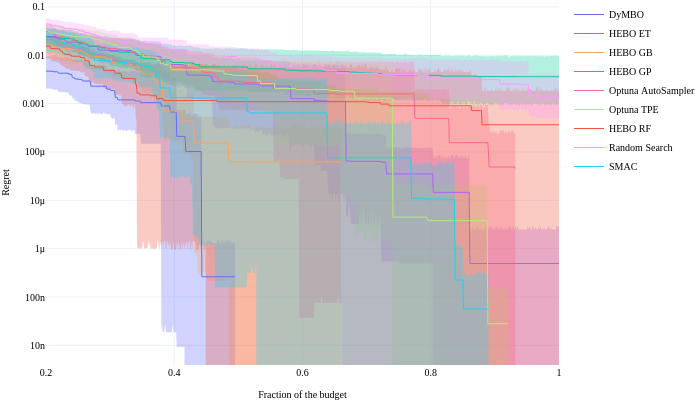 0.1
0.01
0.001
100μ
10μ
1μ
100n
10n
Regret
0.2
0.4
0.6
0.8
1
Fraction of the budget
DyMBO
HEBO ET
HEBO GB
HEBO GP
Optuna AutoSampler
Optuna TPE
HEBO RF
Random Search
SMAC